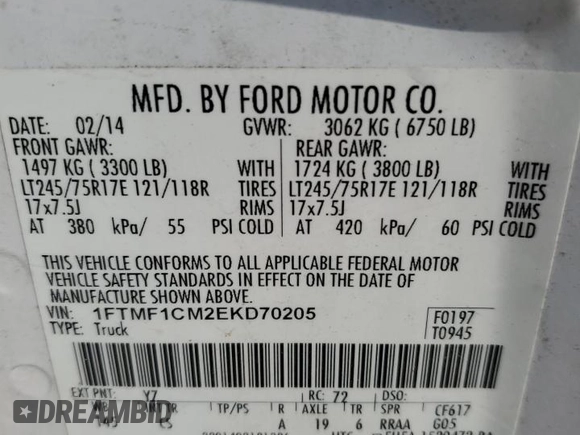 MFD. BY FORD MOTOR CO.
DATE: 02/14 GVWR: 3062 KG ( 6750 LB)
FRONT GAWR: REAR GAWR:
1497 KG ( 3300 LB) WITH 1724 KG ( 3800 LB) WITH
LT245/75R17E 121/118R TIRES LT245/75R17E 121/118R TIRES
17x7.5J RIMS 17x7.5J RIMS
AT 380 kPa/ 55 PSI COLD AT 420 kPa/ 60 PSI COLD
THIS VEHICLE CONFORMS TO ALL APPLICABLE FEDERAL MOTOR
VEHICLE SAFETY STANDARDS IN EFFECT ON THE DATE OF
MANUFACTURE SHOWN ABOVE.
VIN: 1FTMF1CM2EKD70205 F0197
TYPE: Truck T0945
EXT PNT: YZ RC: 72 DSO:
TP/PS R AXLE TR SPR CF617
A 19 6 RRAA G05
DREAMBID